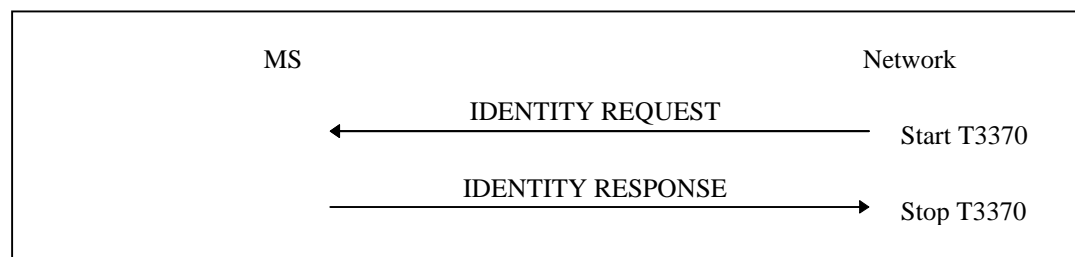 MS
Network
IDENTITY REQUEST
Start T3370
IDENTITY RESPONSE
Stop T3370